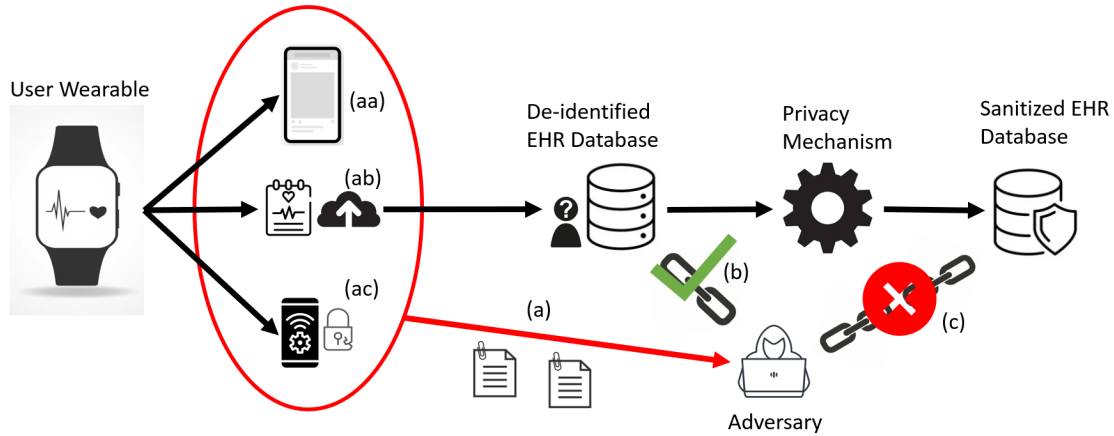 User Wearable
(aa)
(ab)
(ac)
De-identified
EHR Database
?
Privacy
Mechanism
Sanitized EHR
Database
(a)
(b)
(c)
Adversary